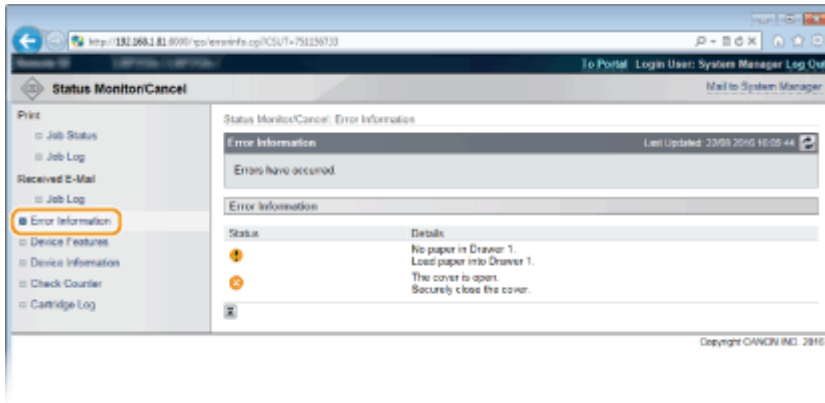 http://192.168.1.81:8000/rps/errorinfo.cgi?CSUT=751156733
To Portal Login User: System Manager Log Out
Status Monitor/Cancel
Mail to System Manager
Print
Job Status
Job Log
Received E-Mail
Job Log
Error Information
Device Features
Device Information
Check Counter
Cartridge Log
Status Monitor/Cancel: Error Information
Error Information
Last Updated: 22/08 2016 16:05:44
Errors have occurred.
Error Information
Status
Details
No paper in Drawer 1.
Load paper into Drawer 1.
The cover is open.
Securely close the cover.
Copyright CANON INC. 2016